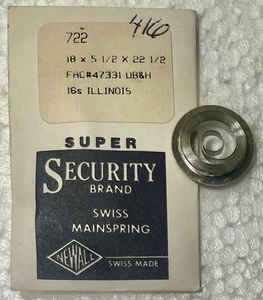 416
722
18 x 5 1/2 X 22 1/2
FAC#47331 DB&H
16s ILLINOIS
SUPER
SECURITY
BRAND
SWISS
MAINSPRING
NEWALL
SWISS MADE